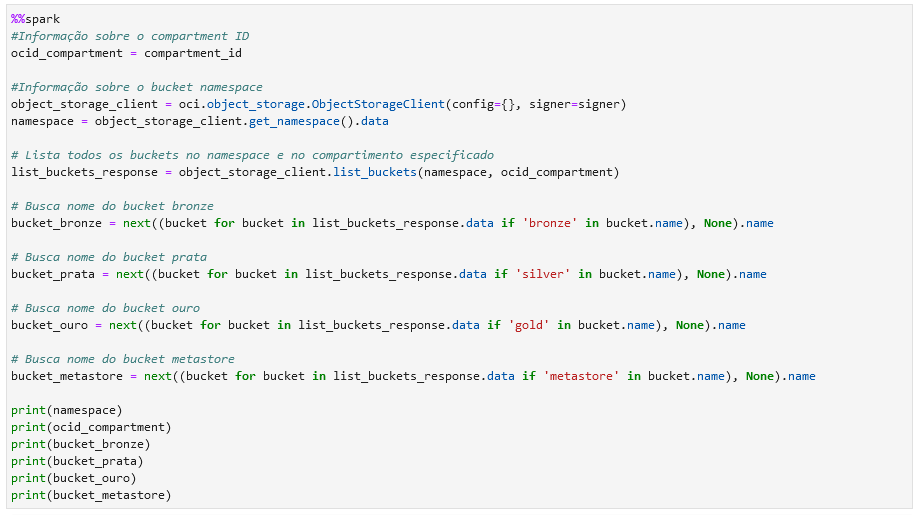 %%spark
#Informação sobre o compartment ID
ocid_compartment = compartment_id
#Informação sobre o bucket namespace
object_storage_client = oci.object_storage.ObjectStorageClient(config={}, signer=signer)
namespace = object_storage_client.get_namespace().data
# Lista todos os buckets no namespace e no compartimento especificado
list_buckets_response = object_storage_client.list_buckets(namespace, ocid_compartment)
# Busca nome do bucket bronze
bucket_bronze = next((bucket for bucket in list_buckets_response.data if 'bronze' in bucket.name), None).name
# Busca nome do bucket prata
bucket_prata = next((bucket for bucket in list_buckets_response.data if 'silver' in bucket.name), None).name
# Busca nome do bucket ouro
bucket_ouro = next((bucket for bucket in list_buckets_response.data if 'gold' in bucket.name), None).name
# Busca nome do bucket metastore
bucket_metastore = next((bucket for bucket in list_buckets_response.data if 'metastore' in bucket.name), None).name
print(namespace)
print(ocid_compartment)
print(bucket_bronze)
print(bucket_prata)
print(bucket_ouro)
print(bucket_metastore)